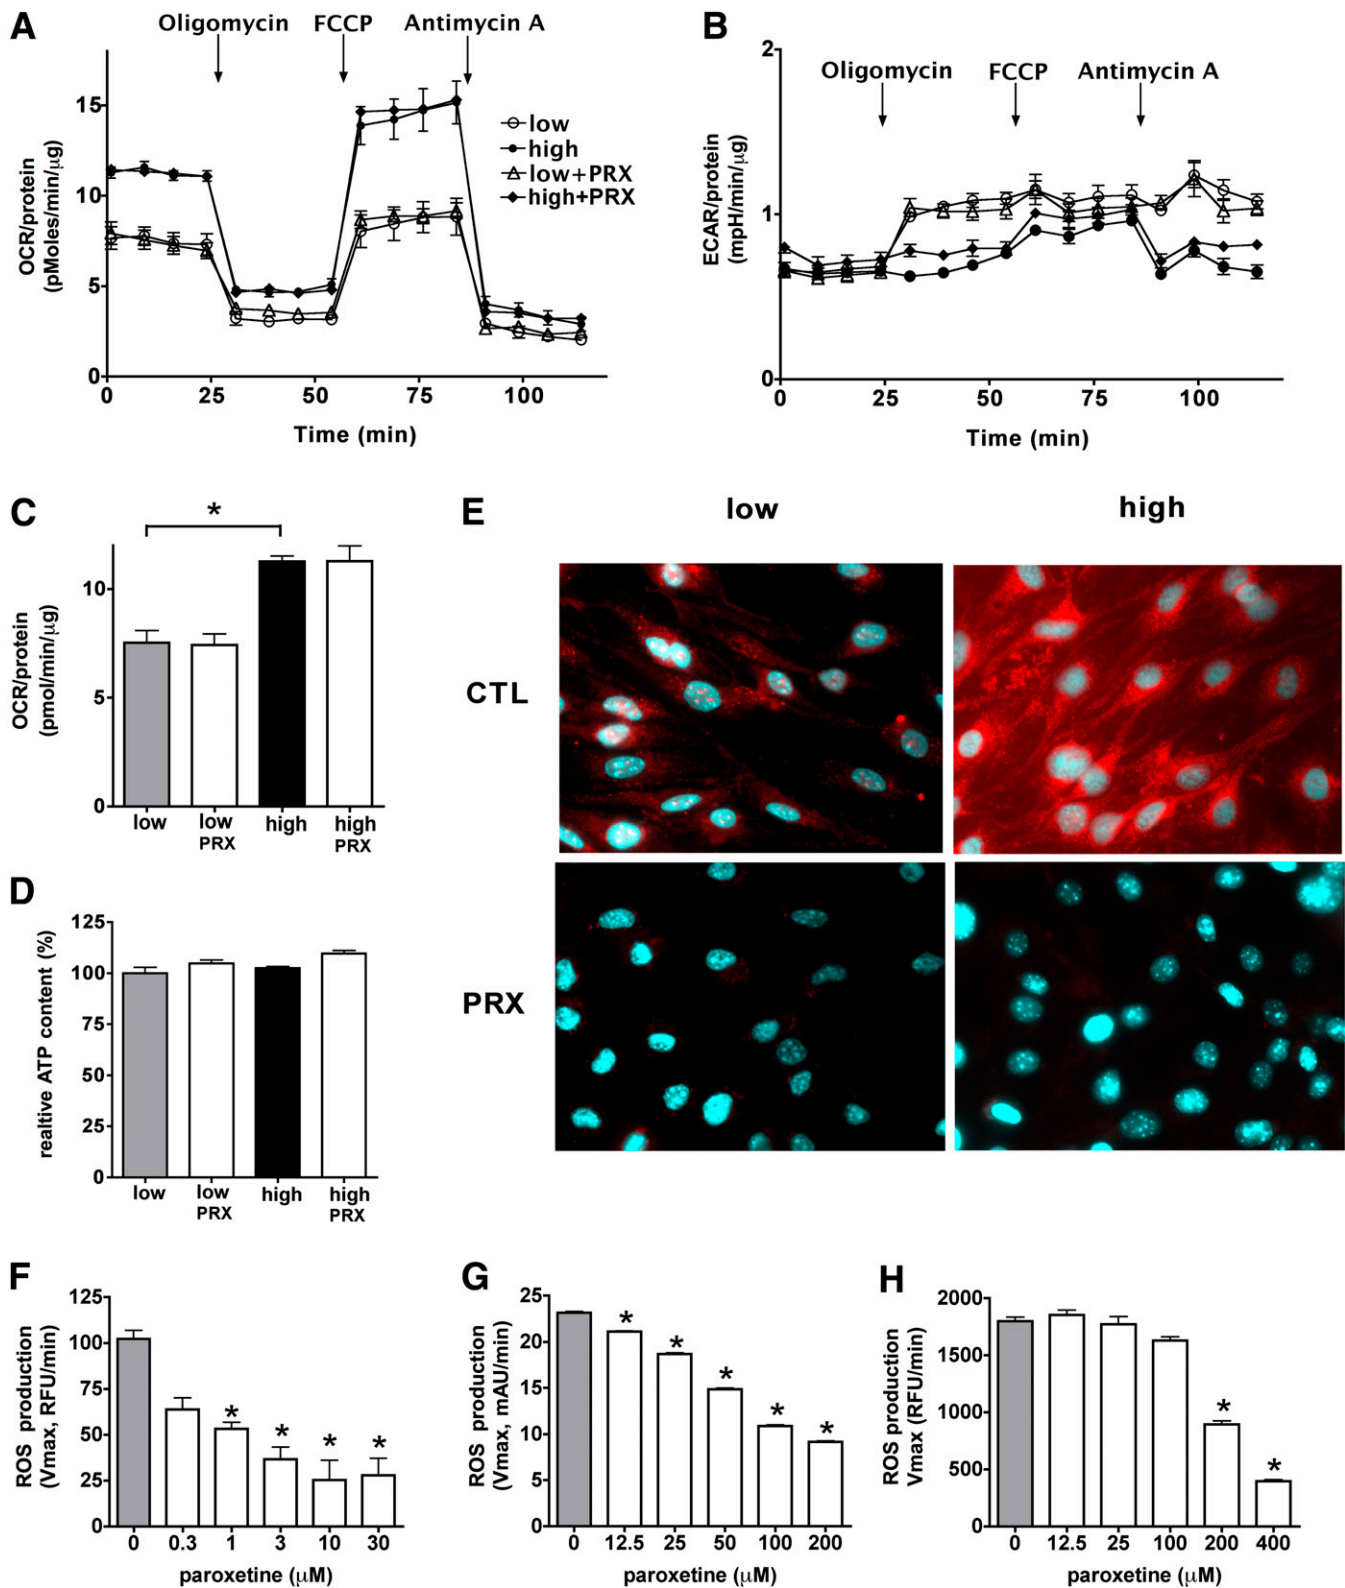 A
Oligomycin FCCP Antimycin A
OCR/protein
(pMoles/min/μg)
15
10
5
0
0 25 50 75 100
Time (min)
low
high
low+PRX
high+PRX
B
Oligomycin FCCP Antimycin A
ECAR/protein
(mpH/min/μg)
2
1
0
0 25 50 75 100
Time (min)
C
*
OCR/protein
(pmol/min/μg)
10
5
0
low low PRX high high PRX
D
realtive ATP content (%)
125
100
75
50
25
0
low low PRX high high PRX
E
low high
CTL
PRX
F
ROS production
(Vmax, RFU/min)
125
100
75
50
25
0
* * * *
0 0.3 1 3 10 30
paroxetine (μM)
G
ROS production
(Vmax, mAU/min)
25
20
15
10
5
0
* * * * *
0 12.5 25 50 100 200
paroxetine (μM)
H
ROS production
Vmax (RFU/min)
2000
1500
1000
500
0
* *
0 12.5 25 100 200 400
paroxetine (μM)